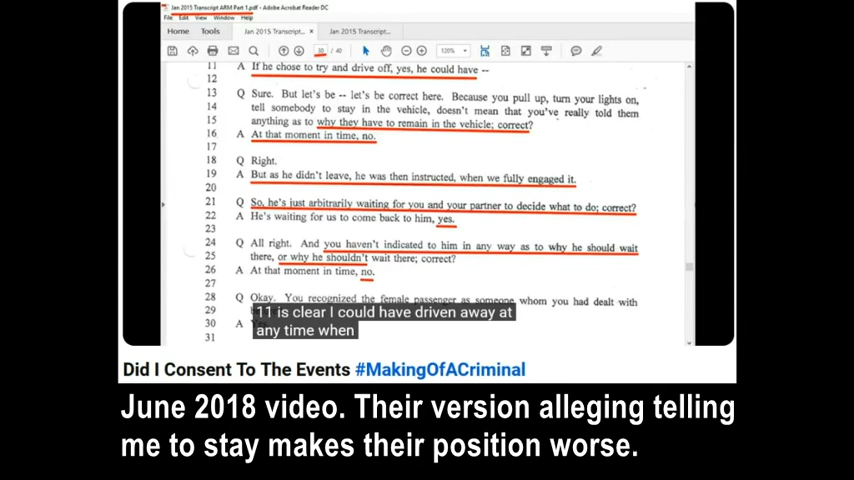 Jan 2015 Transcript ARM Part 1.pdf - Adobe Acrobat Reader DC
File Edit View Window Help
Home Tools Jan 2015 Transcript... × Jan 2015 Transcript...
30 / 40 120%
11 A If he chose to try and drive off, yes, he could have --
12
13 Q Sure. But let's be -- let's be correct here. Because you pull up, turn your lights on,
14 tell somebody to stay in the vehicle, doesn't mean that you've really told them
15 anything as to why they have to remain in the vehicle; correct?
16 A At that moment in time, no.
17
18 Q Right.
19 A But as he didn't leave, he was then instructed, when we fully engaged it.
20
21 Q So, he's just arbitrarily waiting for you and your partner to decide what to do; correct?
22 A He's waiting for us to come back to him, yes.
23
24 Q All right. And you haven't indicated to him in any way as to why he should wait
25 there, or why he shouldn't wait there; correct?
26 A At that moment in time, no.
27
28 Q Okay. You recognized the female passenger as someone whom you had dealt with
29
30 A
31
11 is clear I could have driven away at
any time when
Did I Consent To The Events #MakingOfACriminal
June 2018 video. Their version alleging telling
me to stay makes their position worse.